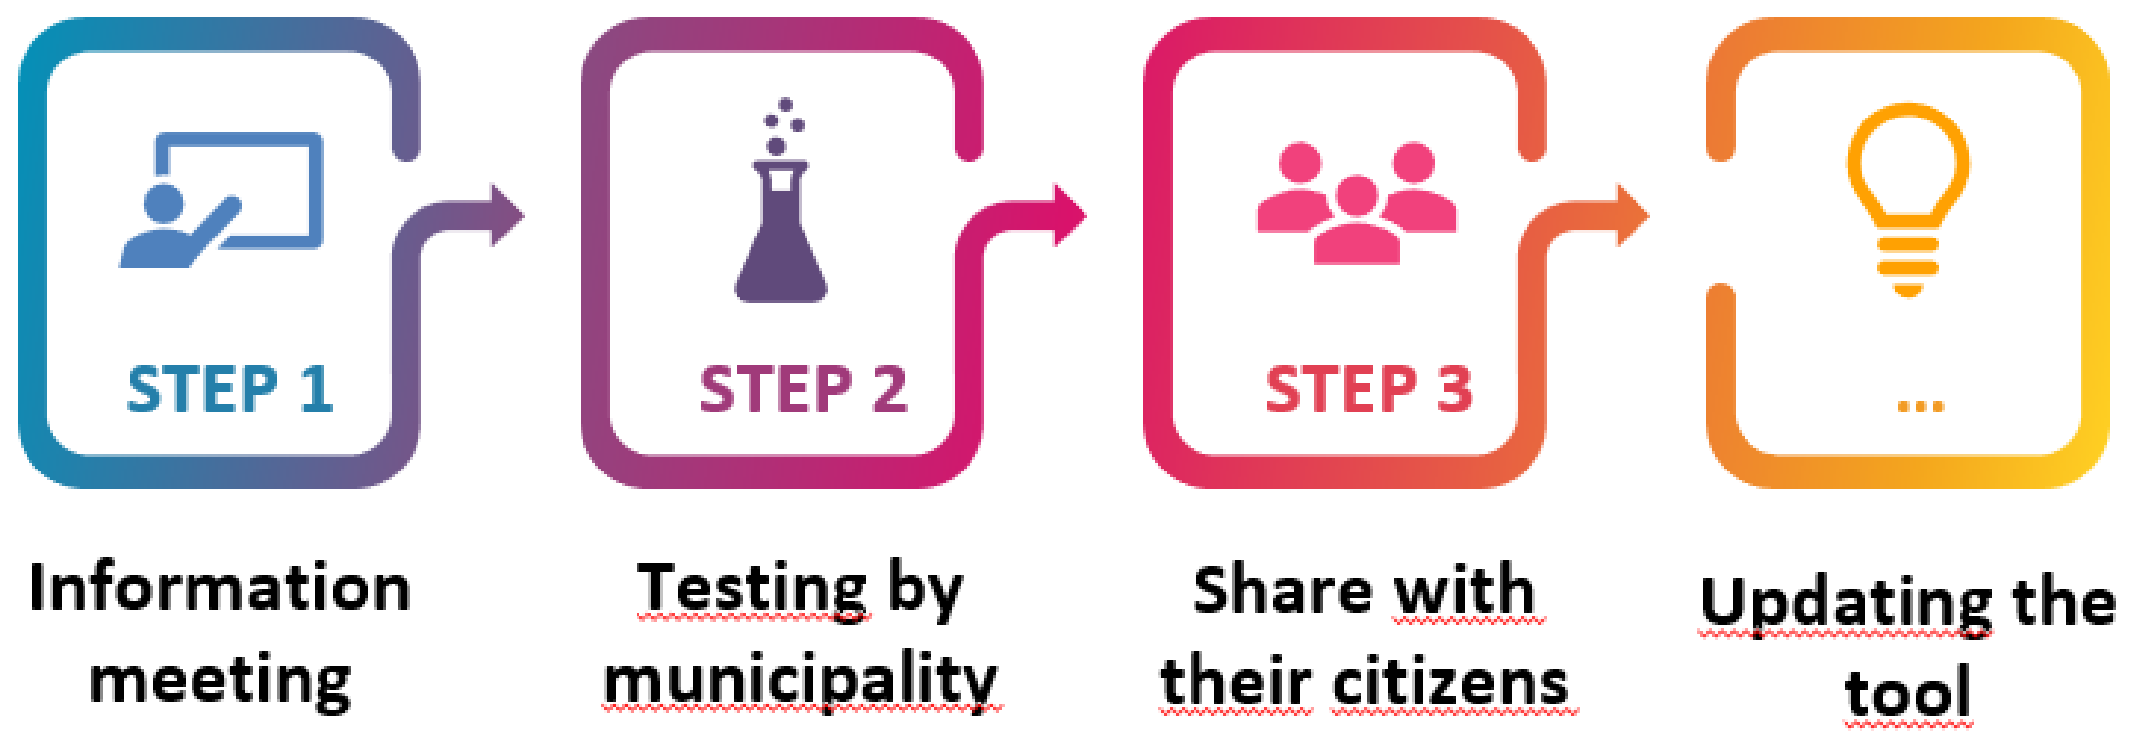 STEP 1
STEP 2
STEP 3
...
Information
meeting
Testing by
municipality
Share with
their citizens
Updating the
tool